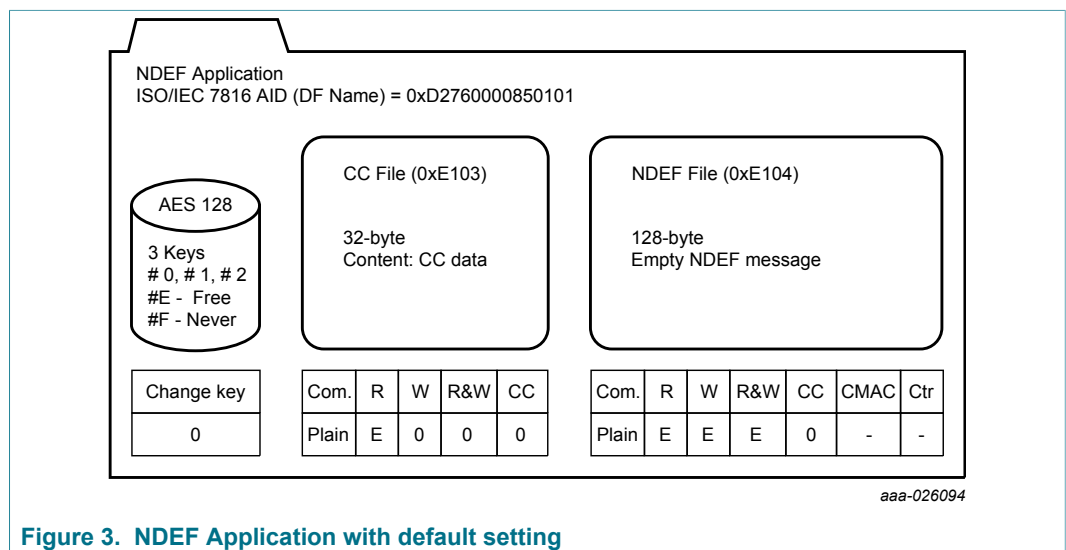 NDEF Application
ISO/IEC 7816 AID (DF Name) = 0xD2760000850101
AES 128
3 Keys
# 0, # 1, # 2
#E - Free
#F - Never
CC File (0xE103)
32-byte
Content: CC data
NDEF File (0xE104)
128-byte
Empty NDEF message
Change key
0
Com. R W R&W CC
Plain E 0 0 0
Com. R W R&W CC CMAC Ctr
Plain E E E 0 - -
aaa-026094
Figure 3. NDEF Application with default setting